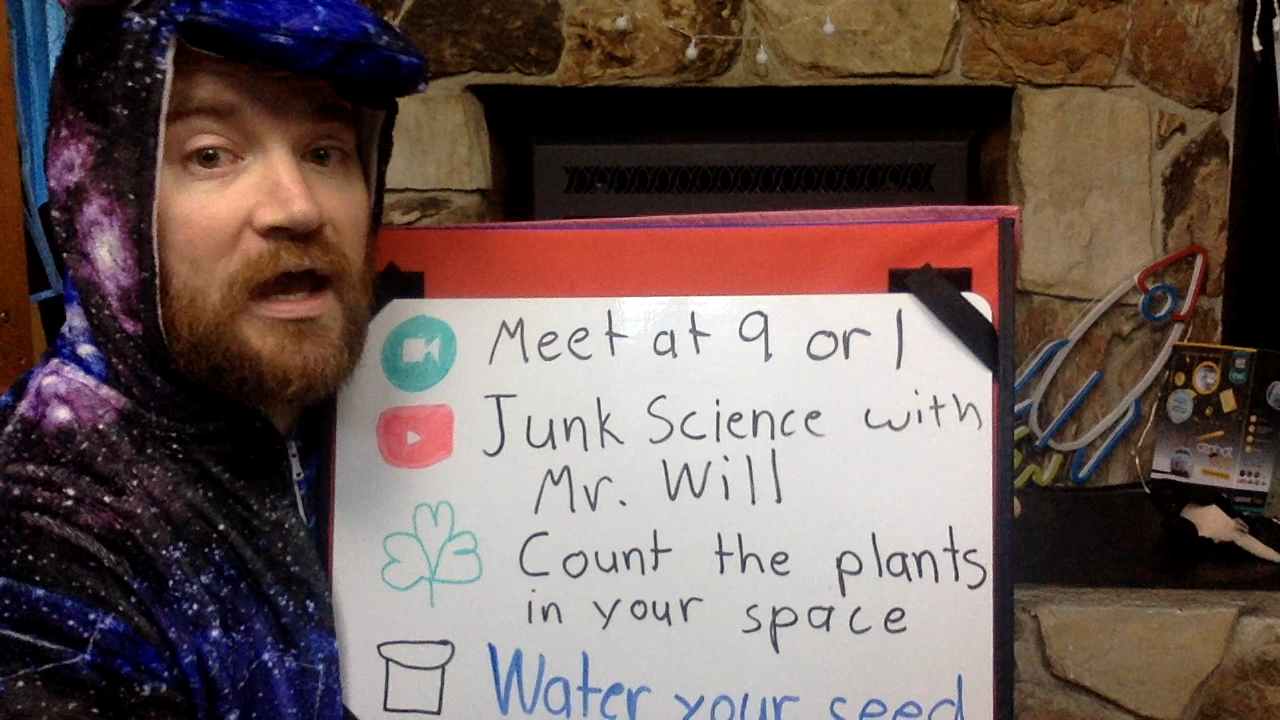 Meet at 9 or 1
Junk Science with
Mr. Will
Count the plants
in your space
Water your seed